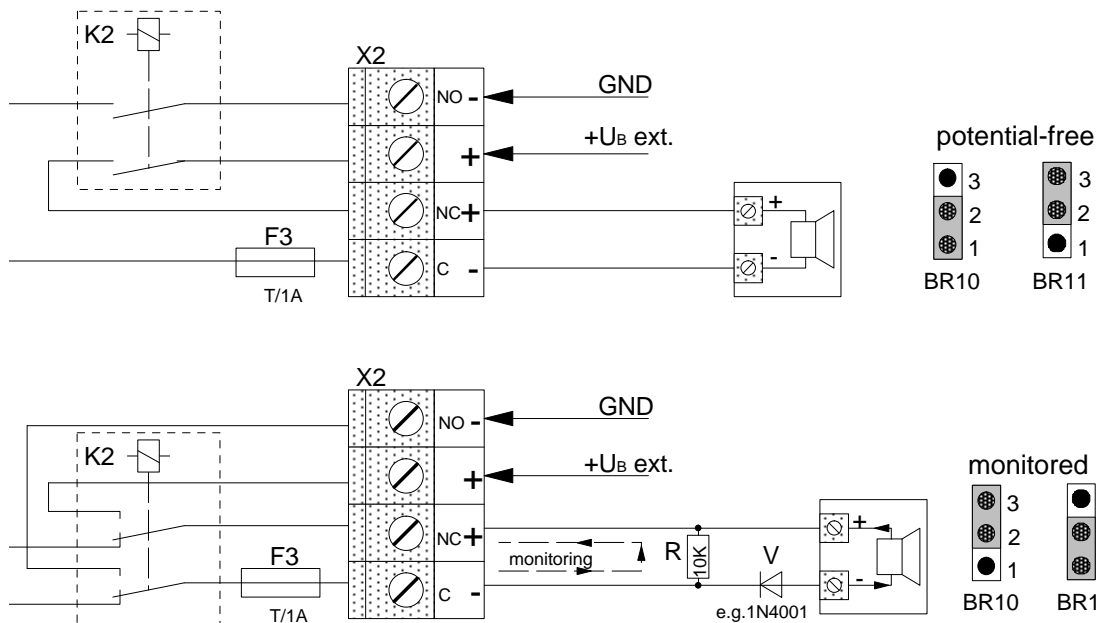 K2
X2
NO -
GND
+
+UB ext.
NC +
+
F3
C -
-
T/1A
potential-free
3
3
2
2
1
1
BR10
BR11
X2
NO -
GND
K2
+
+UB ext.
NC +
+
monitoring
R
10K
V
F3
C -
-
T/1A
e.g.1N4001
monitored
3
2
1
BR10
BR1